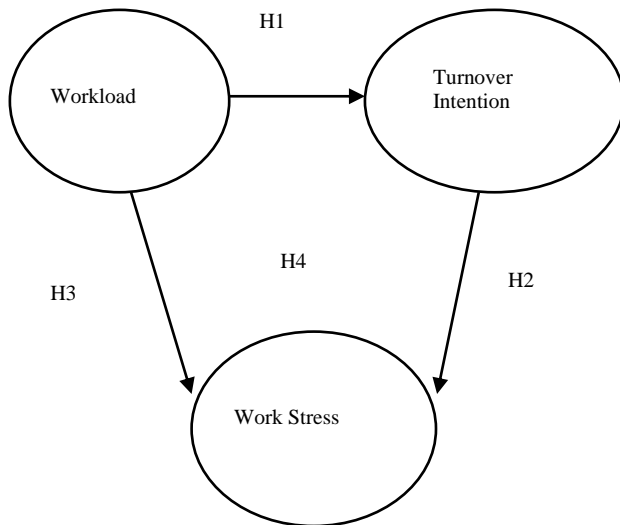 H1
Workload
Turnover
Intention
H4
H3
H2
Work Stress